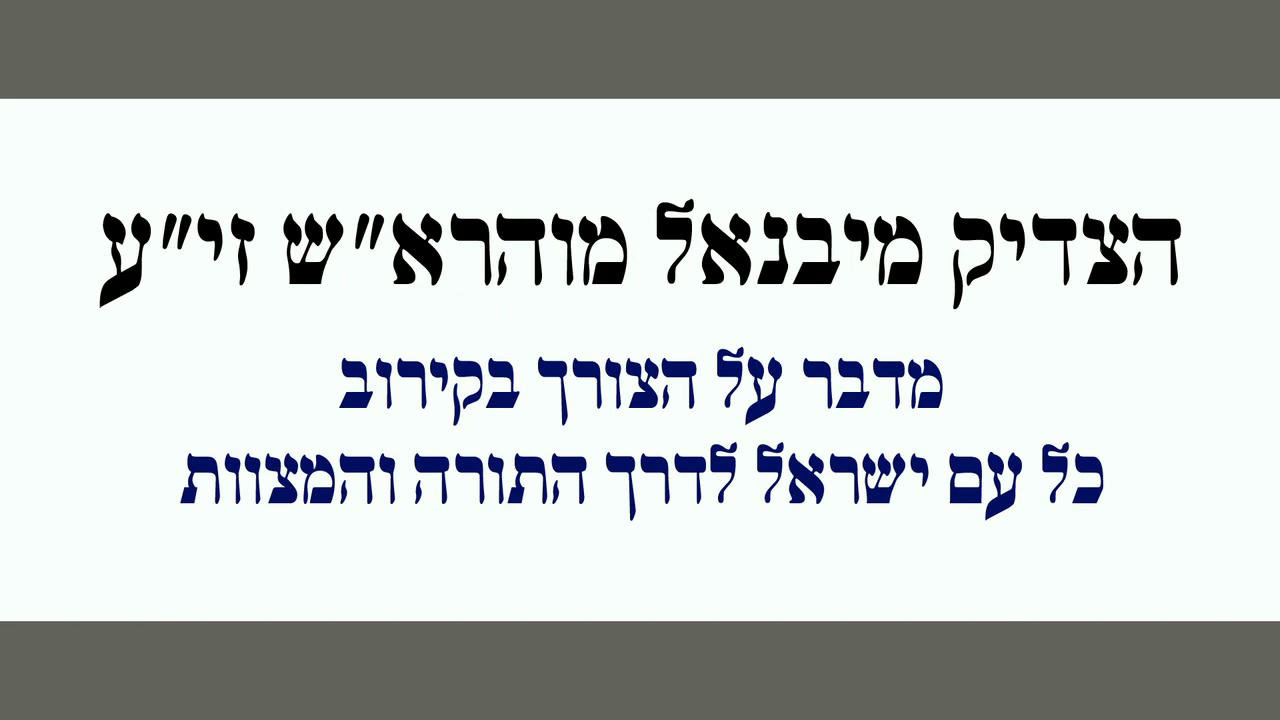 הצדיק מיבנאל מוהרא"ש זי"ע
מדבר על הצורך בקירוב
כל עם ישראל לדרך התורה והמצוות